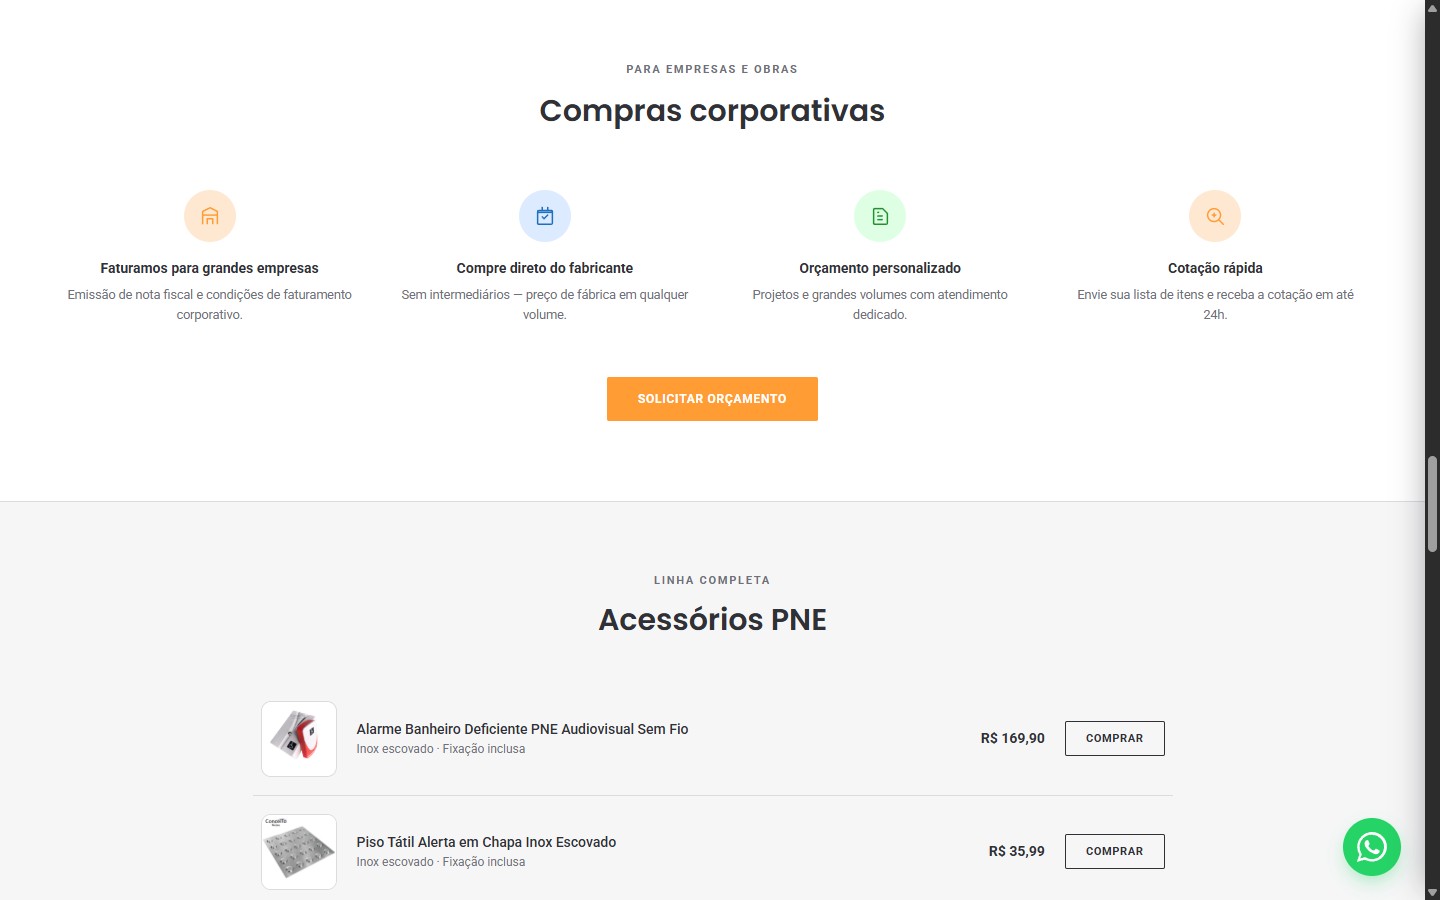 PARA EMPRESAS E OBRAS
Compras corporativas
Faturamos para grandes empresas
Emissão de nota fiscal e condições de faturamento
corporativo.
Compre direto do fabricante
Sem intermediários — preço de fábrica em qualquer
volume.
Orçamento personalizado
Projetos e grandes volumes com atendimento
dedicado.
Cotação rápida
Envie sua lista de itens e receba a cotação em até
24h.
SOLICITAR ORÇAMENTO
LINHA COMPLETA
Acessórios PNE
Alarme Banheiro Deficiente PNE Audiovisual Sem Fio
Inox escovado · Fixação inclusa
R$ 169,90
COMPRAR
Piso Tátil Alerta em Chapa Inox Escovado
Inox escovado · Fixação inclusa
R$ 35,99
COMPRAR